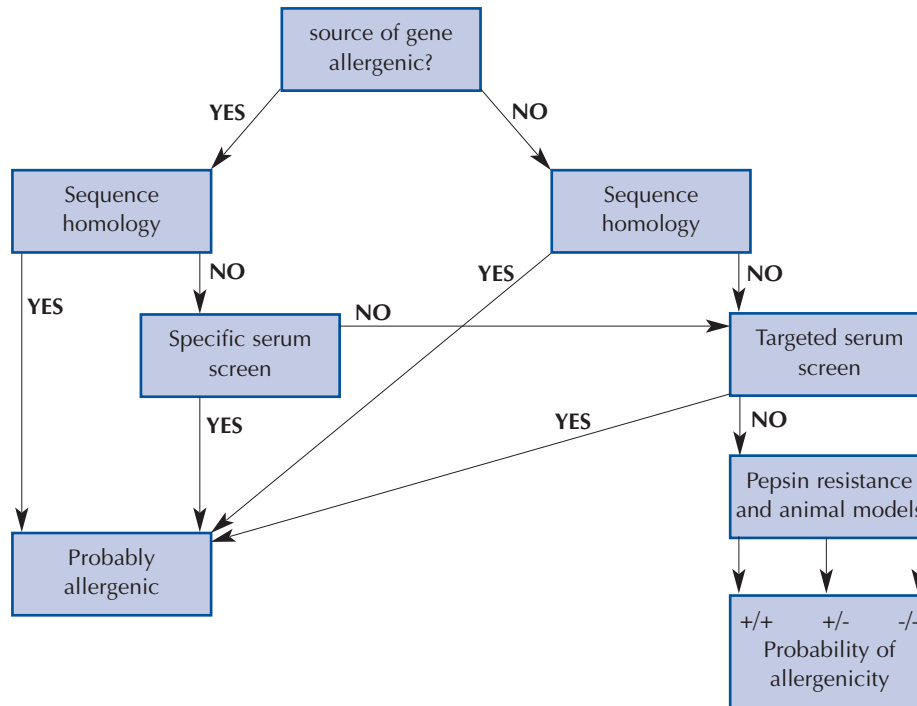 source of gene
allergenic?
YES
NO
Sequence
homology
Sequence
homology
YES
NO
YES
NO
Specific serum
screen
NO
Targeted serum
screen
YES
YES
NO
Pepsin resistance
and animal models
Probably
allergenic
+/+ +/- -/-
Probability of
allergenicity